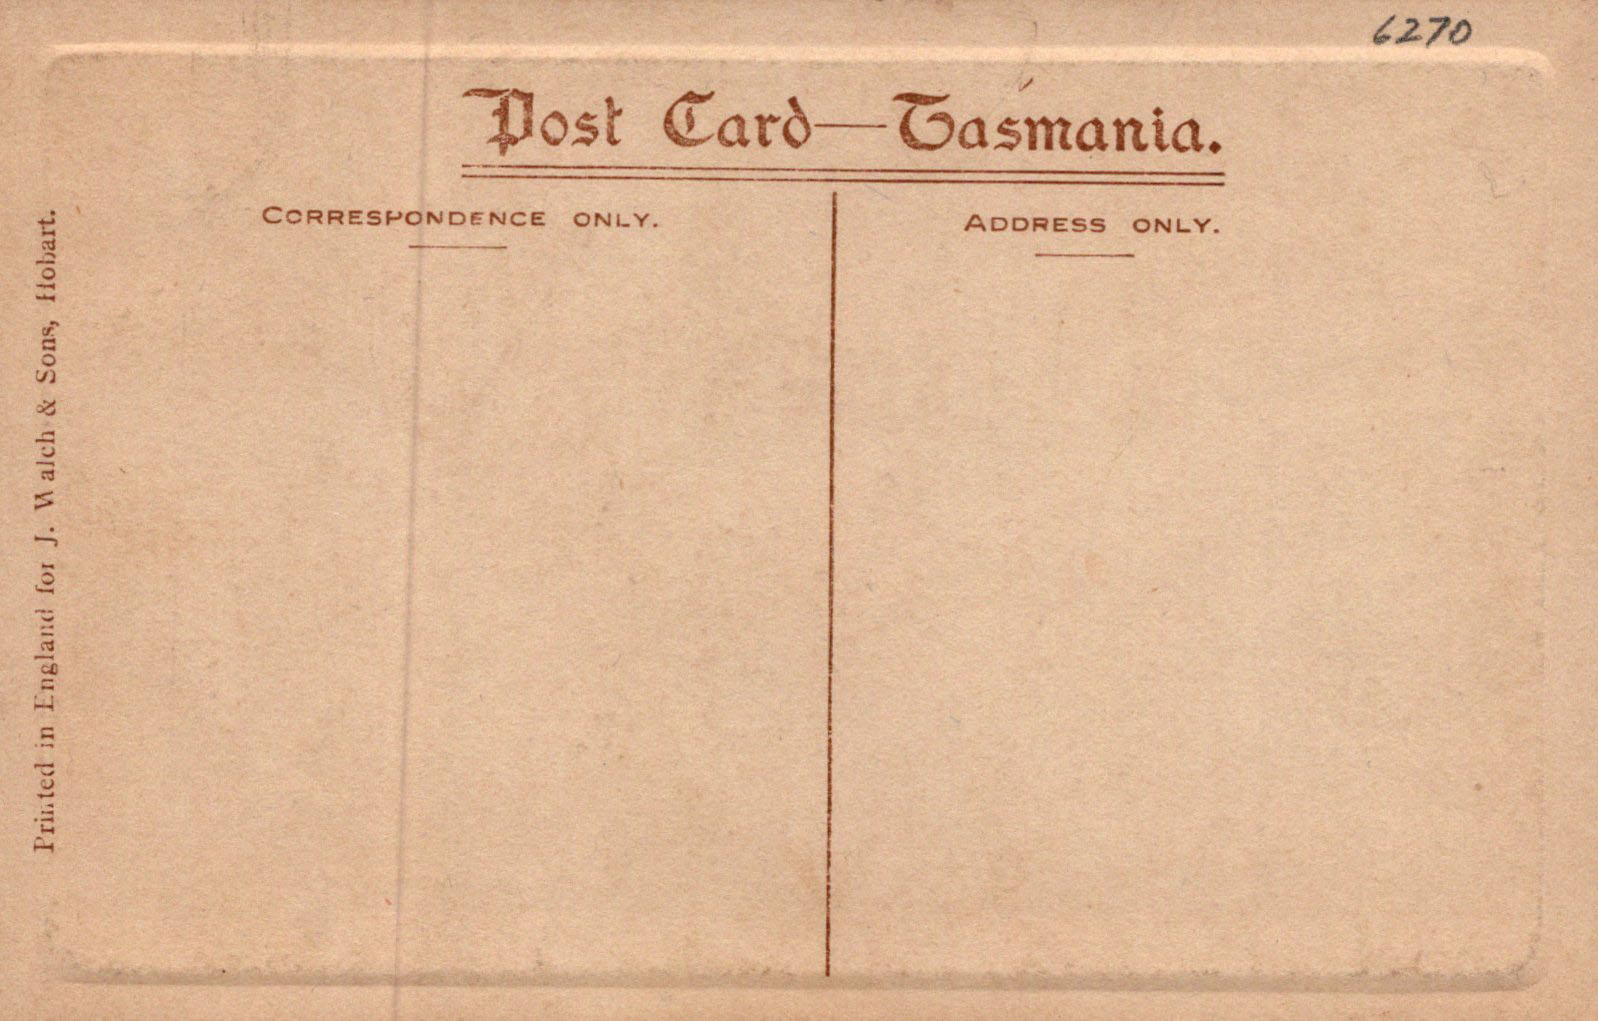 6270
Post Card—Tasmania.
CORRESPONDENCE ONLY.
ADDRESS ONLY.
Printed in England for J. Walch & Sons, Hobart.